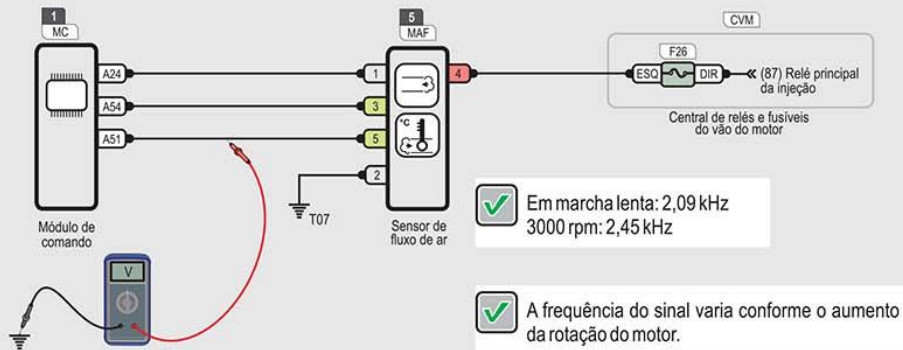 1
MC
A24
A54
A51
Módulo de
comando
5
MAF
1
3
5
2
4
°C
T07
Sensor de
fluxo de ar
CVM
F26
ESQ
DIR
(87) Relé principal
da injeção
Central de relés e fusíveis
do vão do motor
V
Em marcha lenta: 2,09 kHz
3000 rpm: 2,45 kHz
A frequência do sinal varia conforme o aumento
da rotação do motor.